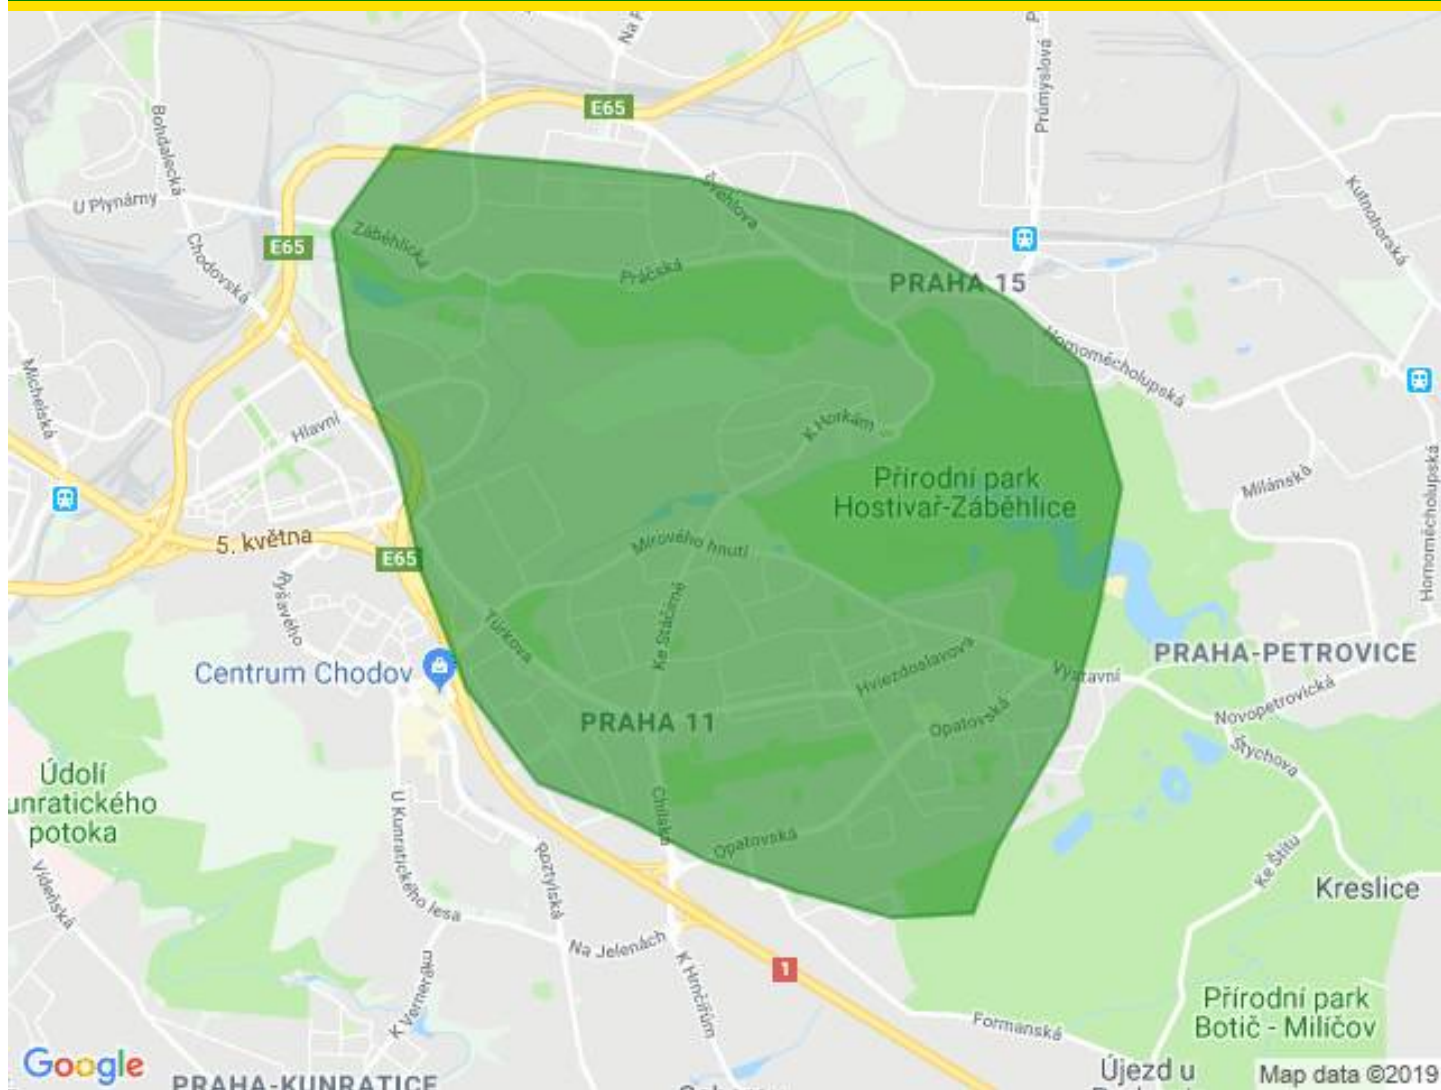 Na P
E65
Průmyslová
Bohdalecká
Kutnohorská
U Plynárny
Švehlova
Záběhlická
E65
Chodovská
Práčská
PRAHA 15
Hornoměcholupská
Michelská
Hlavní
K Horkám
Přírodní park
Hostivař-Záběhlice
Milánská
Hornoměcholupská
5. května
E65
Mírového hnutí
Ryšavého
Ke Stáčírně
Türkova
Centrum Chodov
Hviezdoslavova
Výstavní
PRAHA-PETROVICE
Novopetrovická
PRAHA 11
Opatovská
Štychova
Údolí
unratického
potoka
U Kunratického lesa
Chilská
Opatovská
Roztylská
Ke Štítu
Kreslice
Vídeňská
Na Jelenách
K Verneráku
K Hrnčířům
1
Formanská
Přírodní park
Botič - Milíčov
Google
PRAHA-KUNRATICE
Újezd u
Map data ©2019